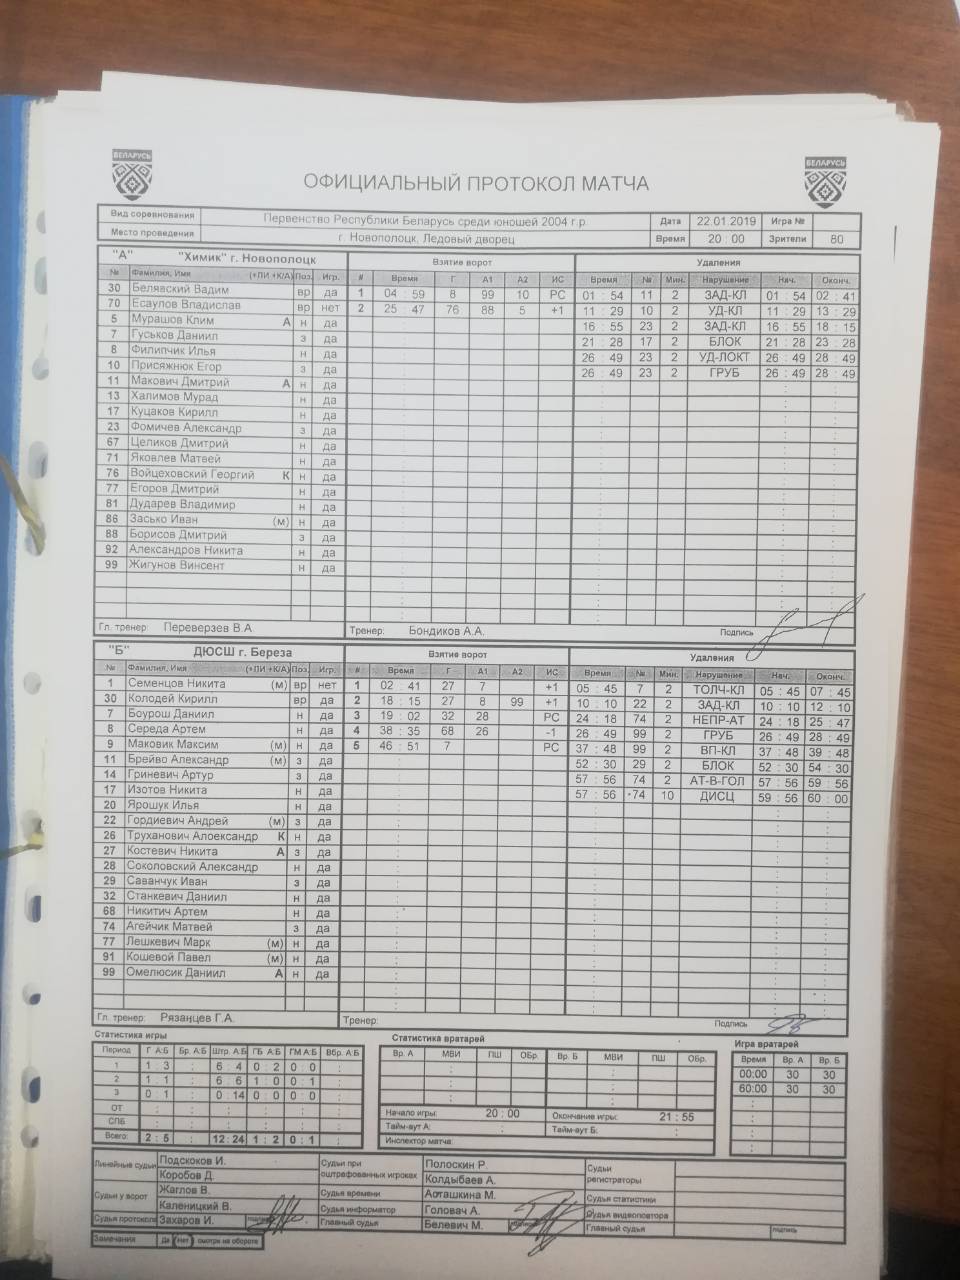 БЕЛАРУСЬ
БЕЛАРУСЬ
ОФИЦИАЛЬНЫЙ ПРОТОКОЛ МАТЧА
Вид соревнования Первенство Республики Беларусь среди юношей 2004 г.р Дата 22.01.2019 Игра №
Место проведения г. Новополоцк, Ледовый дворец Время 20 : 00 Зрители 80
"А" "Химик" г. Новополоцк Взятие ворот Удаления
№ Фамилия, Имя (+ПИ +К/А) Поз. Игр. # Время Г А1 А2 ИС Время № Мин. Нарушение Нач. Оконч.
30 Белявский Вадим вр да 1 04 : 59 8 99 10 РС 01 : 54 11 2 ЗАД-КЛ 01 : 54 02 : 41
70 Есаулов Владислав вр нет 2 25 : 47 76 88 5 +1 11 : 29 10 2 УД-КЛ 11 : 29 13 : 29
5 Мурашов Клим А н да 16 : 55 23 2 ЗАД-КЛ 16 : 55 18 : 15
7 Гуськов Даниил з да 21 : 28 17 2 БЛОК 21 : 28 23 : 28
8 Филипчик Илья н да 26 : 49 23 2 УД-ЛОКТ 26 : 49 28 : 49
10 Присяжнюк Егор з да 26 : 49 23 2 ГРУБ 26 : 49 28 : 49
11 Макович Дмитрий А н да
13 Халимов Мурад н да
17 Куцаков Кирилл н да
23 Фомичев Александр з да
67 Целиков Дмитрий н да
71 Яковлев Матвей н да
76 Войцеховский Георгий К н да
77 Егоров Дмитрий н да
81 Дударев Владимир н да
86 Засько Иван (м) н да
88 Борисов Дмитрий з да
92 Александров Никита н да
99 Жигунов Винсент н да
Гл. тренер: Переверзев В.А. Тренер: Бондиков А.А. Подпись
"Б" ДЮСШ г. Береза Взятие ворот Удаления
№ Фамилия, Имя (+ПИ +К/А) Поз. Игр. # Время Г А1 А2 ИС Время № Мин. Нарушение Нач. Оконч.
1 Семенцов Никита (м) вр нет 1 02 : 41 27 7 +1 05 : 45 7 2 ТОЛЧ-КЛ 05 : 45 07 : 45
30 Колодей Кирилл вр да 2 18 : 15 27 8 99 +1 10 : 10 22 2 ЗАД-КЛ 10 : 10 12 : 10
7 Боурош Даниил н да 3 19 : 02 32 28 РС 24 : 18 74 2 НЕПР-АТ 24 : 18 25 : 47
8 Середа Артем н да 4 38 : 35 68 26 -1 26 : 49 99 2 ГРУБ 26 : 49 28 : 49
9 Маковик Максим (м) н да 5 46 : 51 7 РС 37 : 48 99 2 ВП-КЛ 37 : 48 39 : 48
11 Брейво Александр (м) з да 52 : 30 29 2 БЛОК 52 : 30 54 : 30
14 Гриневич Артур з да 57 : 56 74 2 АТ-В-ГОЛ 57 : 56 59 : 56
17 Изотов Никита н да 57 : 56 74 10 ДИСЦ 59 : 56 60 : 00
20 Ярошук Илья н да
22 Гордиевич Андрей (м) з да
26 Труханович Алоександр К н да
27 Костевич Никита А з да
28 Соколовский Александр н да
29 Саванчук Иван з да
32 Станкевич Даниил н да
68 Никитич Артем н да
74 Агейчик Матвей з да
77 Лешкевич Марк (м) н да
91 Кошевой Павел (м) н да
99 Омелюсик Даниил А н да
Гл. тренер: Рязанцев Г.А. Тренер: Подпись
Статистика игры Статистика вратарей Игра вратарей
Период Г А:Б Бр. А:Б Штр. А:Б ГБ А:Б ГМ А:Б Вбр. А:Б Вр. А МВИ ПШ ОБр. Вр. Б МВИ ПШ ОБр. Время Вр. А Вр. Б
1 1 : 3 : 6 : 4 0 : 2 0 : 0 : 00:00 30 30
2 1 : 1 : 6 : 6 1 : 0 0 : 1 : 60:00 30 30
3 0 : 1 : 0 : 14 0 : 0 0 : 0 :
ОТ
СПБ
Всего: 2 : 5 : 12 : 24 1 : 2 0 : 1 :
Начало игры: 20 : 00 Окончание игры: 21 : 55
Тайм-аут А: Тайм-аут Б:
Инспектор матча:
Линейные судьи Подскоков И. Судьи при оштрафованных игроках Полоскин Р. Судьи регистраторы
Коробов Д. Колдыбаев А.
Судьи у ворот Жаглов В. Судья времени Асташкина М. Судья статистики
Каленицкий В. Судья информатор Головач А. Судья видеоповтора
Судья протокола Захаров И. подпись Главный судья Белевич М. Главный судья подпись
Замечания Да Нет смотри на обороте